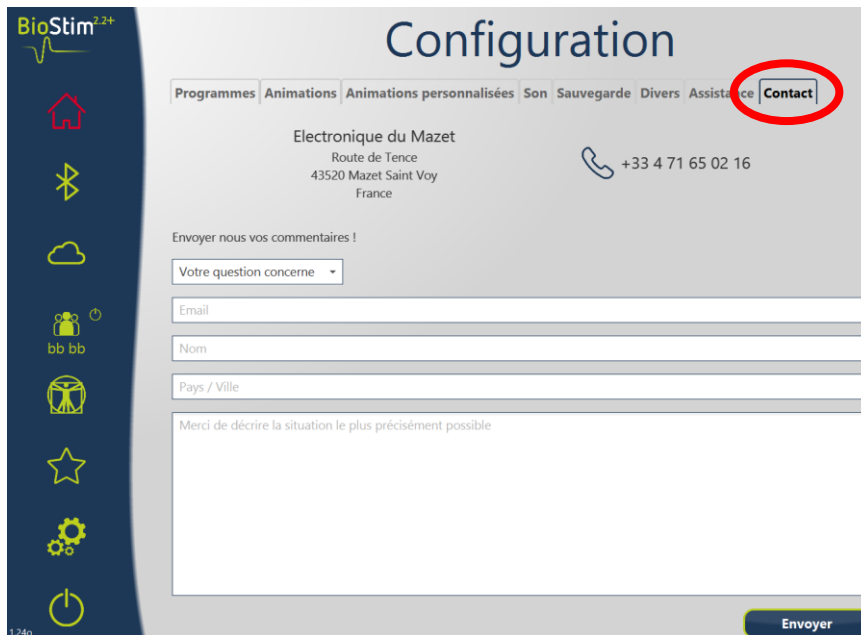 BioStim2.2+
Configuration
Programmes Animations Animations personnalisées Son Sauvegarde Divers Assistance Contact
Electronique du Mazet
Route de Tence
43520 Mazet Saint Voy
France
+33 4 71 65 02 16
Envoyer nous vos commentaires !
Votre question concerne
Email
Nom
Pays / Ville
Merci de décrire la situation le plus précisément possible
bb bb
Envoyer